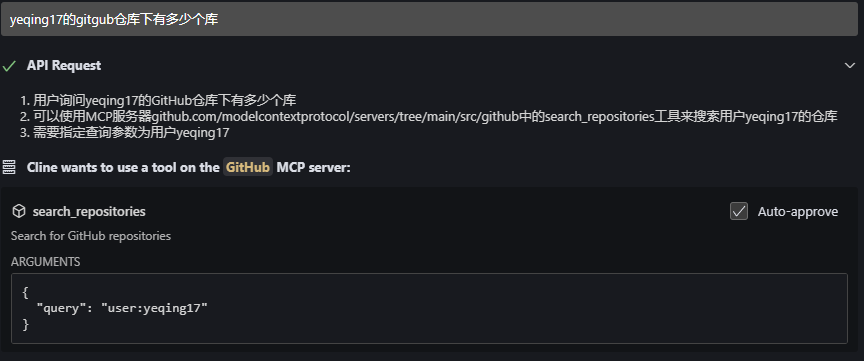 yeqing17的gitgub仓库下有多少个库
API Request
1. 用户询问yeqing17的GitHub仓库下有多少个库
2. 可以使用MCP服务器github.com/modelcontextprotocol/servers/tree/main/src/github中的search_repositories工具来搜索用户yeqing17的仓库
3. 需要指定查询参数为用户yeqing17
Cline wants to use a tool on the GitHub MCP server:
search_repositories Auto-approve
Search for GitHub repositories
ARGUMENTS
{
"query": "user:yeqing17"
}